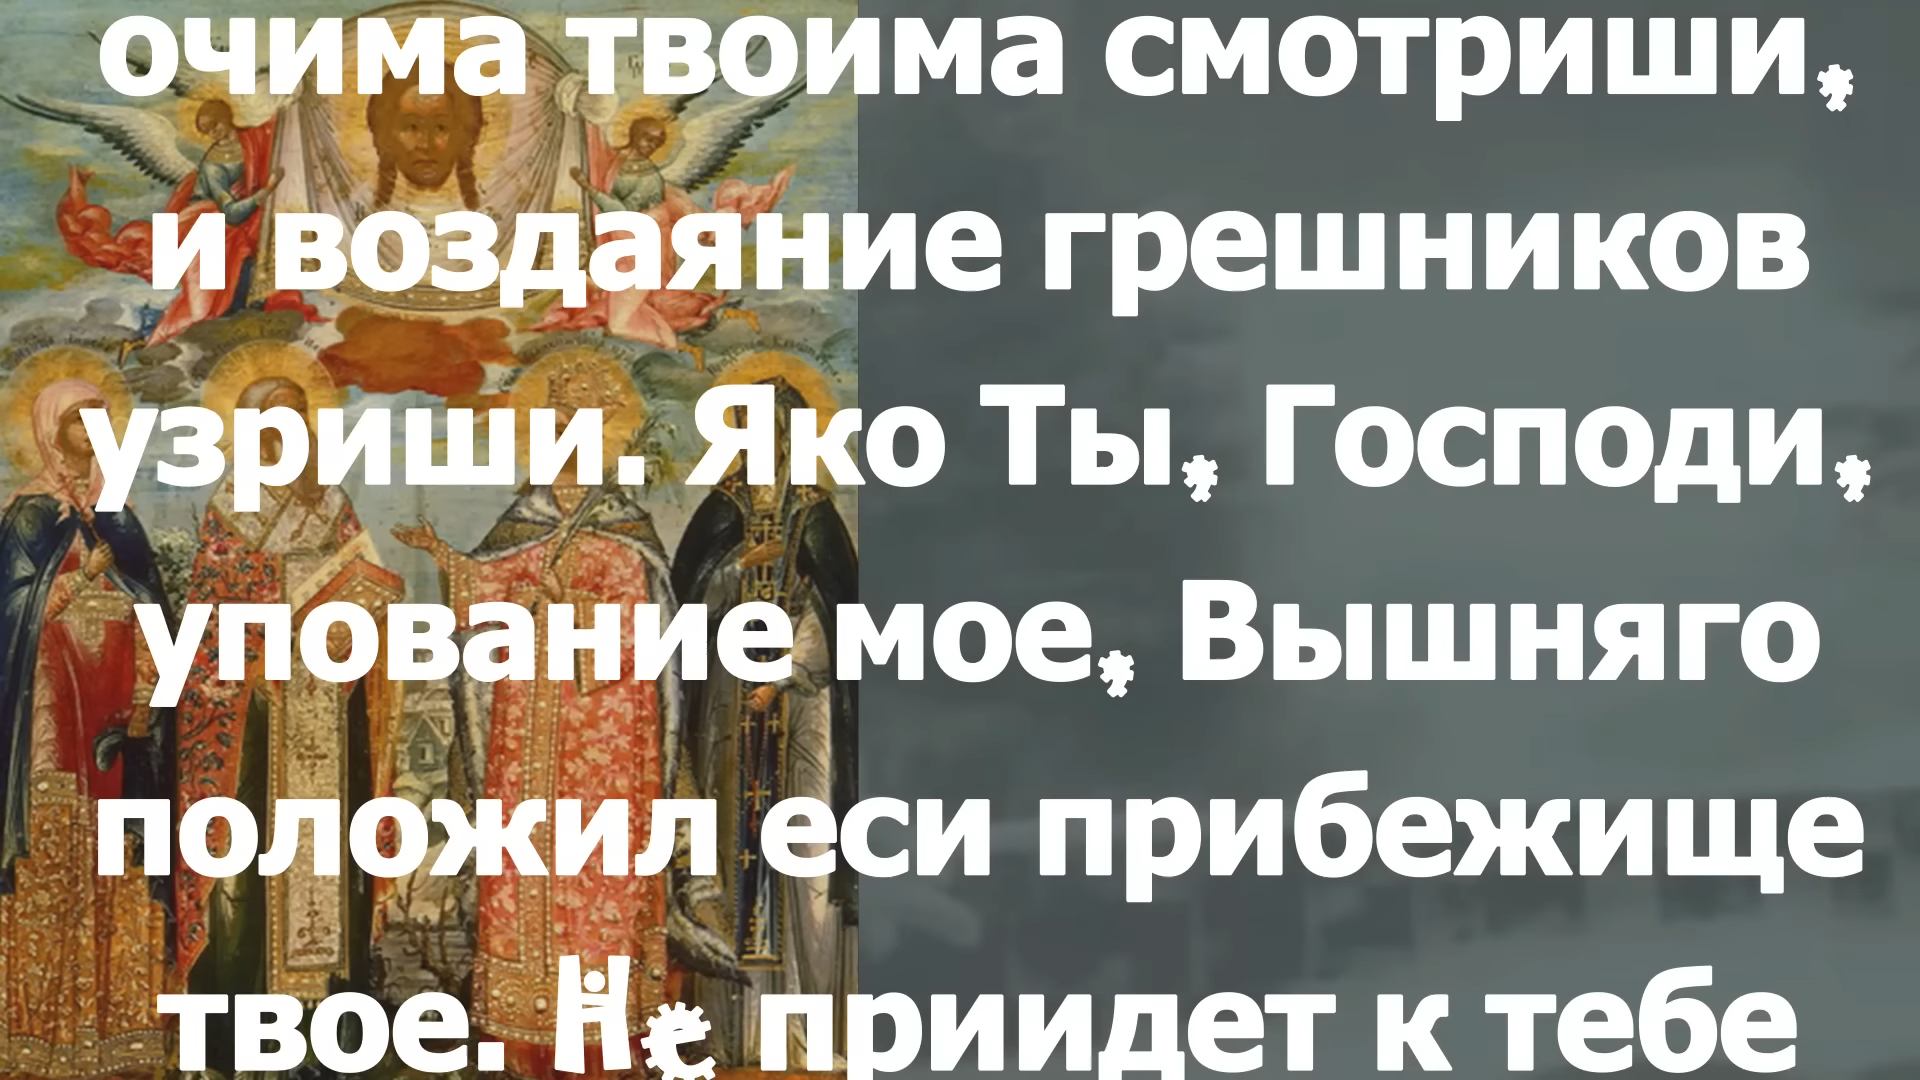 очима твоима смотриши,
и воздаяние грешников
узриши. Яко Ты, Господи,
упование мое, Вышняго
положил еси прибежище
твое. Не приидет к тебе